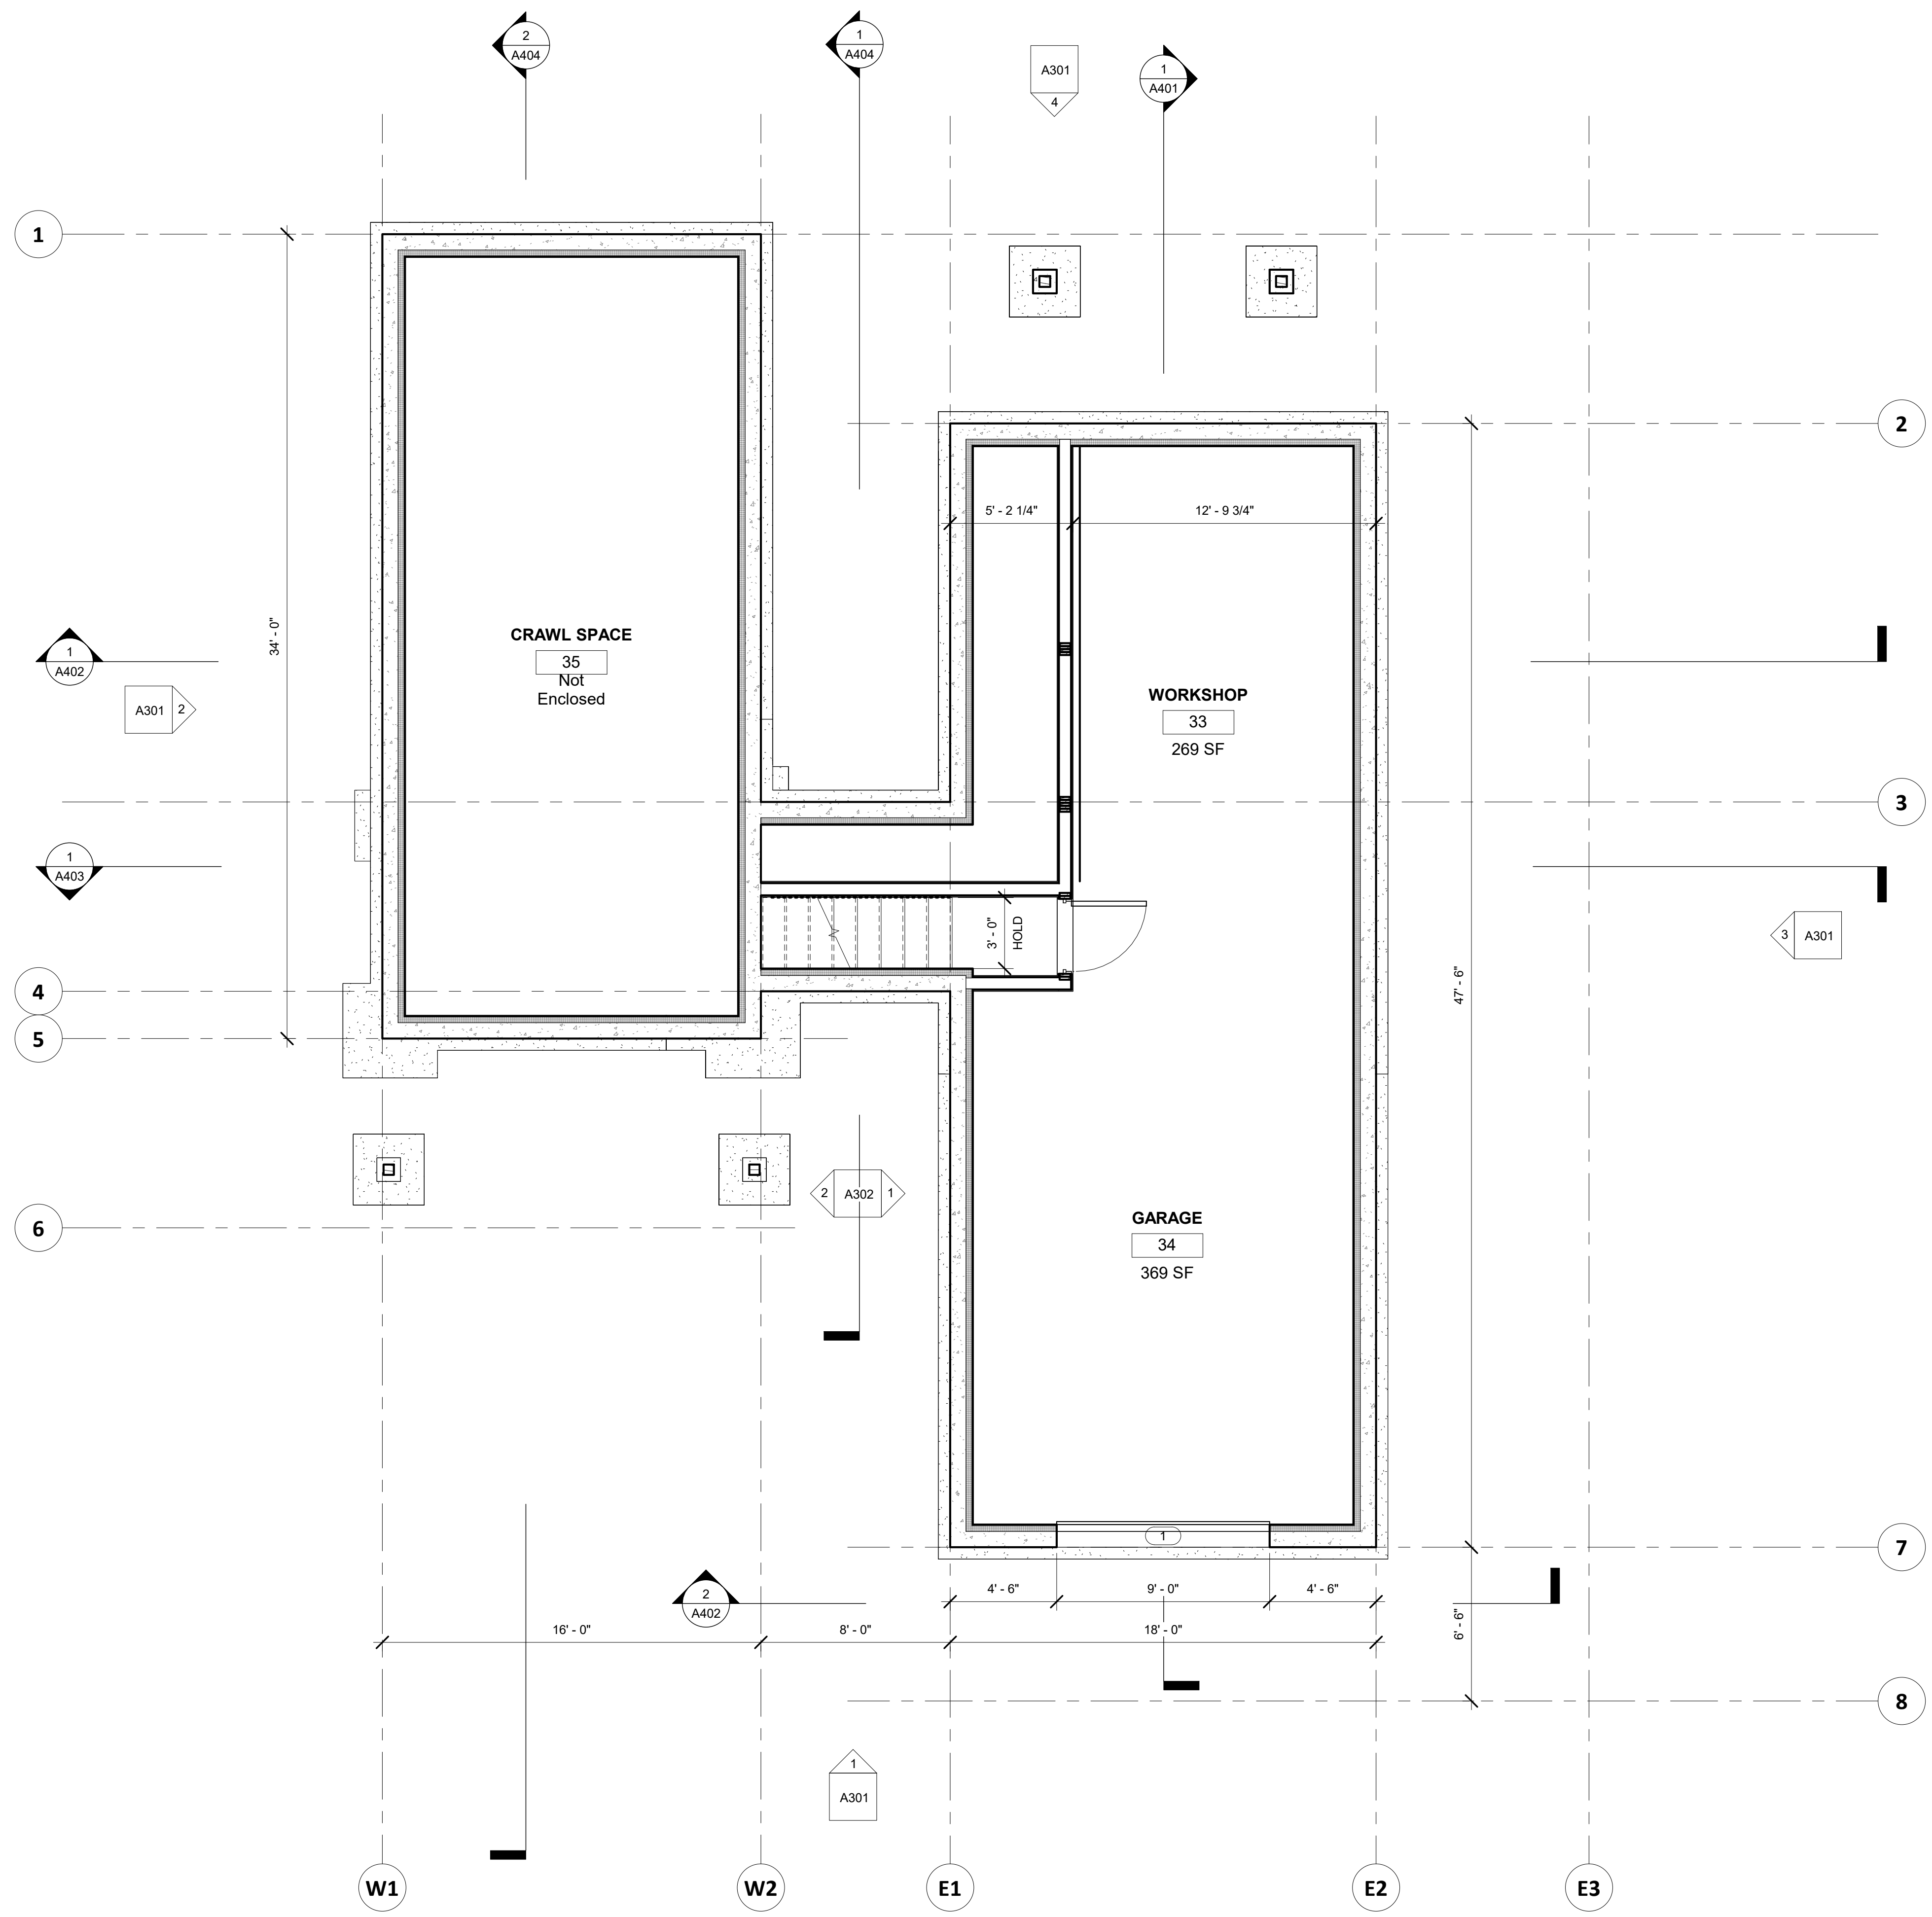 2
A404
1
A404
A301
4
1
A401
1
2
5' - 2 1/4"
12' - 9 3/4"
34' - 0"
CRAWL SPACE
35
Not
Enclosed
1
A402
A301
2
WORKSHOP
33
269 SF
3
1
A403
3' - 0"
HOLD
3
A301
4
5
47' - 6"
2
A302
1
6
GARAGE
34
369 SF
1
7
2
A402
4' - 6"
9' - 0"
4' - 6"
16' - 0"
8' - 0"
18' - 0"
6' - 6"
8
1
A301
W1
W2
E1
E2
E3